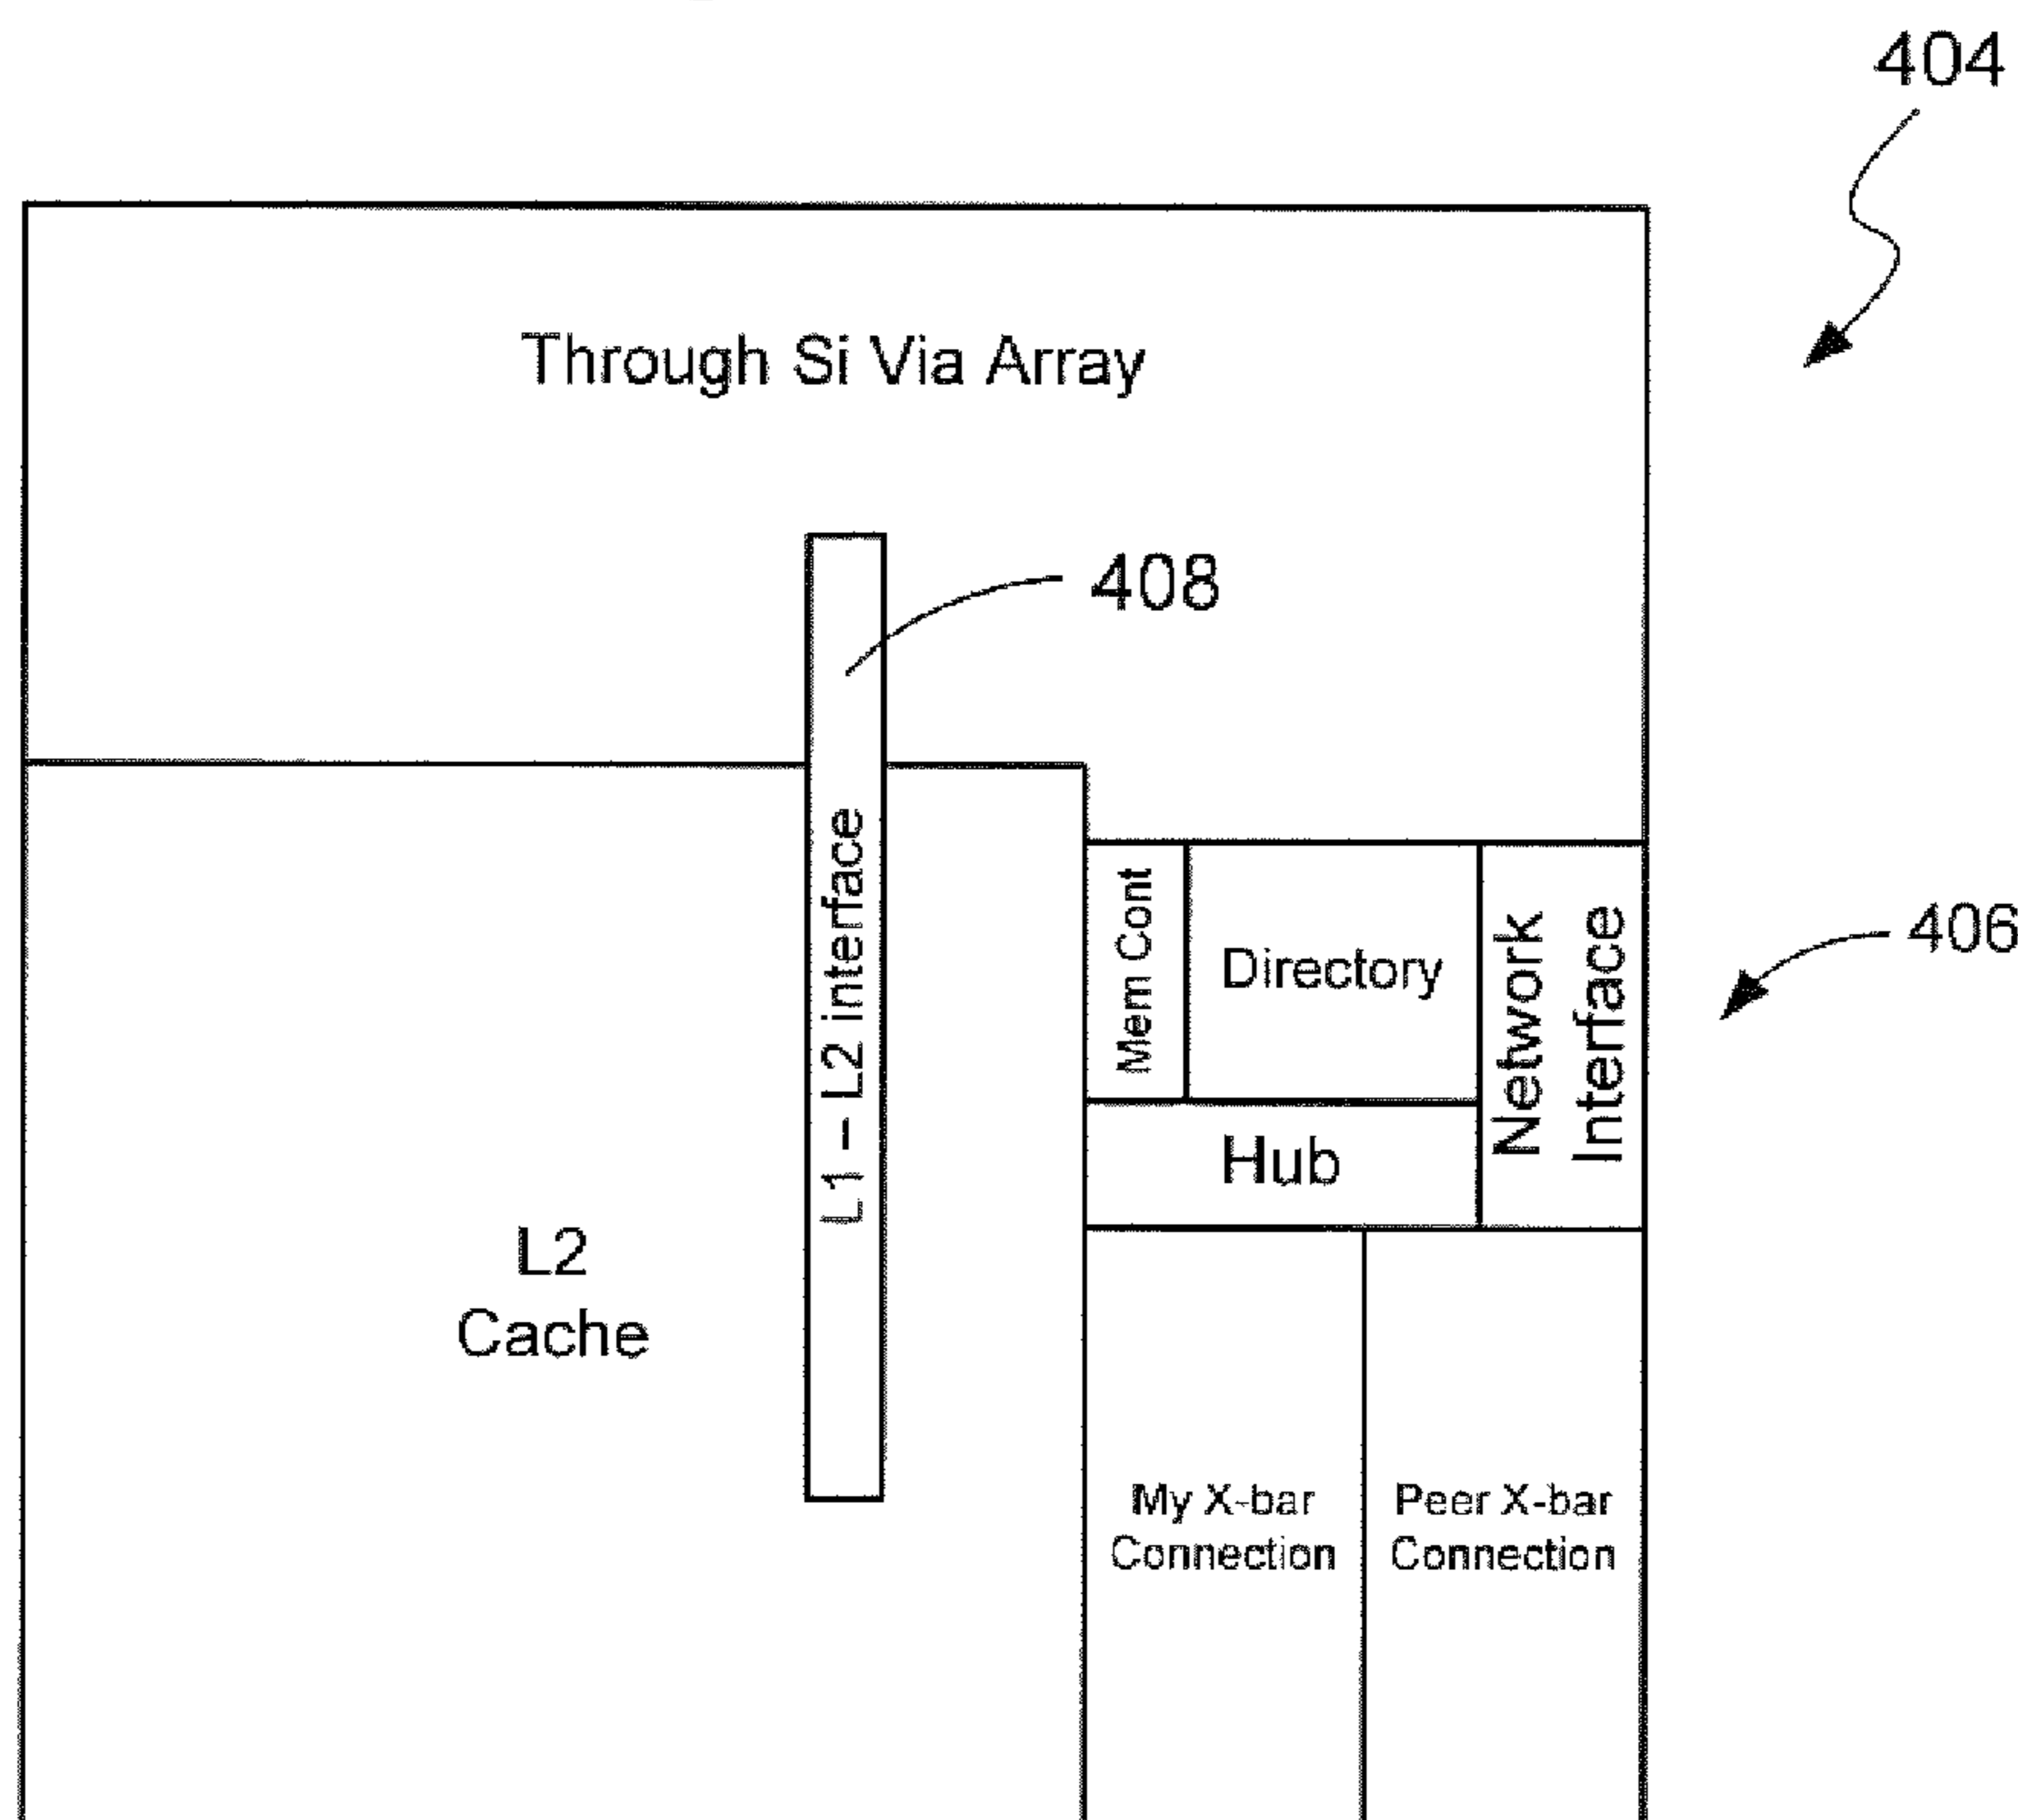 404
Through Si Via Array
408
L1 – L2 interface
Mem Cont
Directory
Network
Interface
406
Hub
L2
Cache
My X-bar
Connection
Peer X-bar
Connection